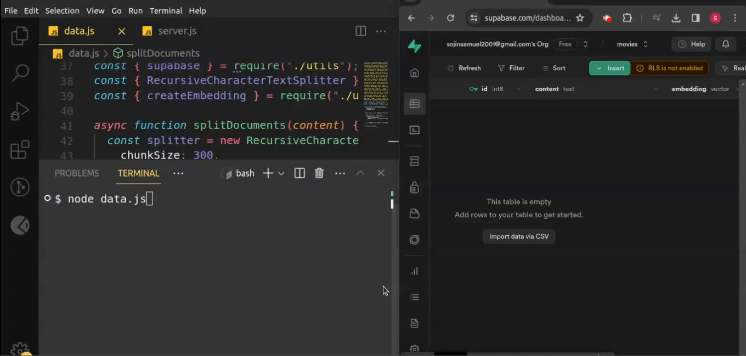 File Edit Selection View Go Run Terminal Help
data.js
server.js
data.js splitDocuments
37 const { supabase } = require("./utils");
38 const { RecursiveCharacterTextSplitter }
39 const { createEmbedding } = require("./u
40
41 async function splitDocuments(content) {
42 const splitter = new RecursiveCharacte
43 chunkSize: 300,
PROBLEMS TERMINAL bash
$ node data.js
supabase.com/dashboa...
sajinsamuel2009@gmail.com's Org Free movies Help
Refresh Filter Sort Insert RLS is not enabled Real
id int8 content text embedding vector
This table is empty
Add rows to your table to get started.
Import data via CSV